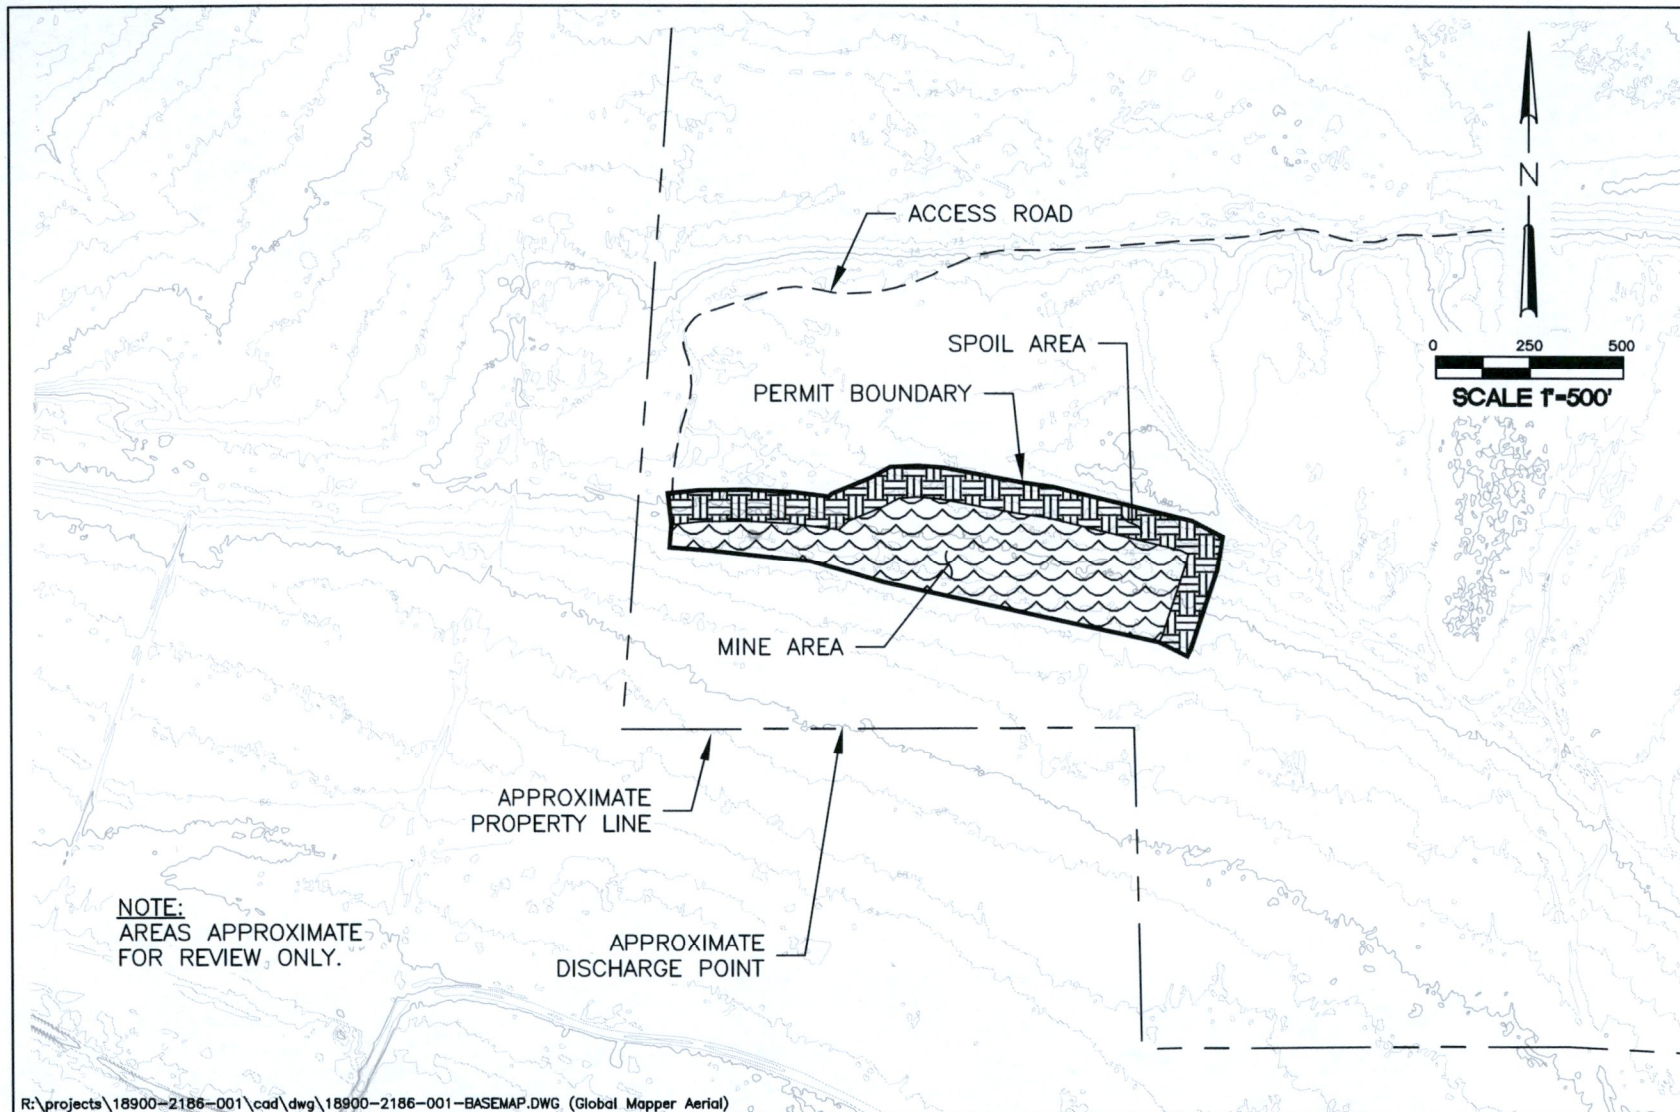 ACCESS ROAD
N
SPOIL AREA
0 250 500
SCALE 1"=500'
PERMIT BOUNDARY
MINE AREA
APPROXIMATE
PROPERTY LINE
NOTE:
AREAS APPROXIMATE
FOR REVIEW ONLY.
APPROXIMATE
DISCHARGE POINT
R:\projects\18900-2186-001\cad\dwg\18900-2186-001-BASEMAP.DWG (Global Mapper Aerial)